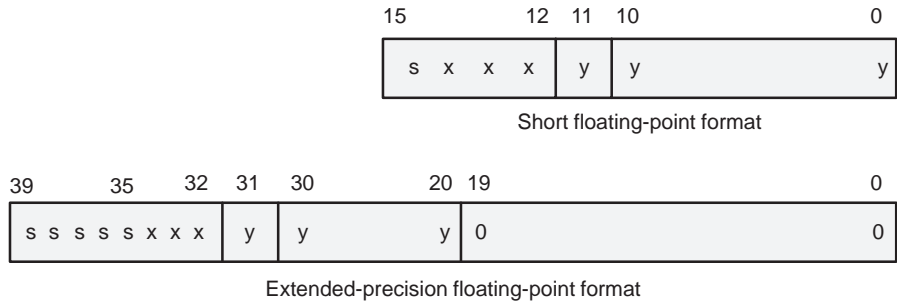 15 12 11 10 0
s x x x y y y
Short floating-point format
39 35 32 31 30 20 19 0
s s s s s x x x y y y 0 0
Extended-precision floating-point format